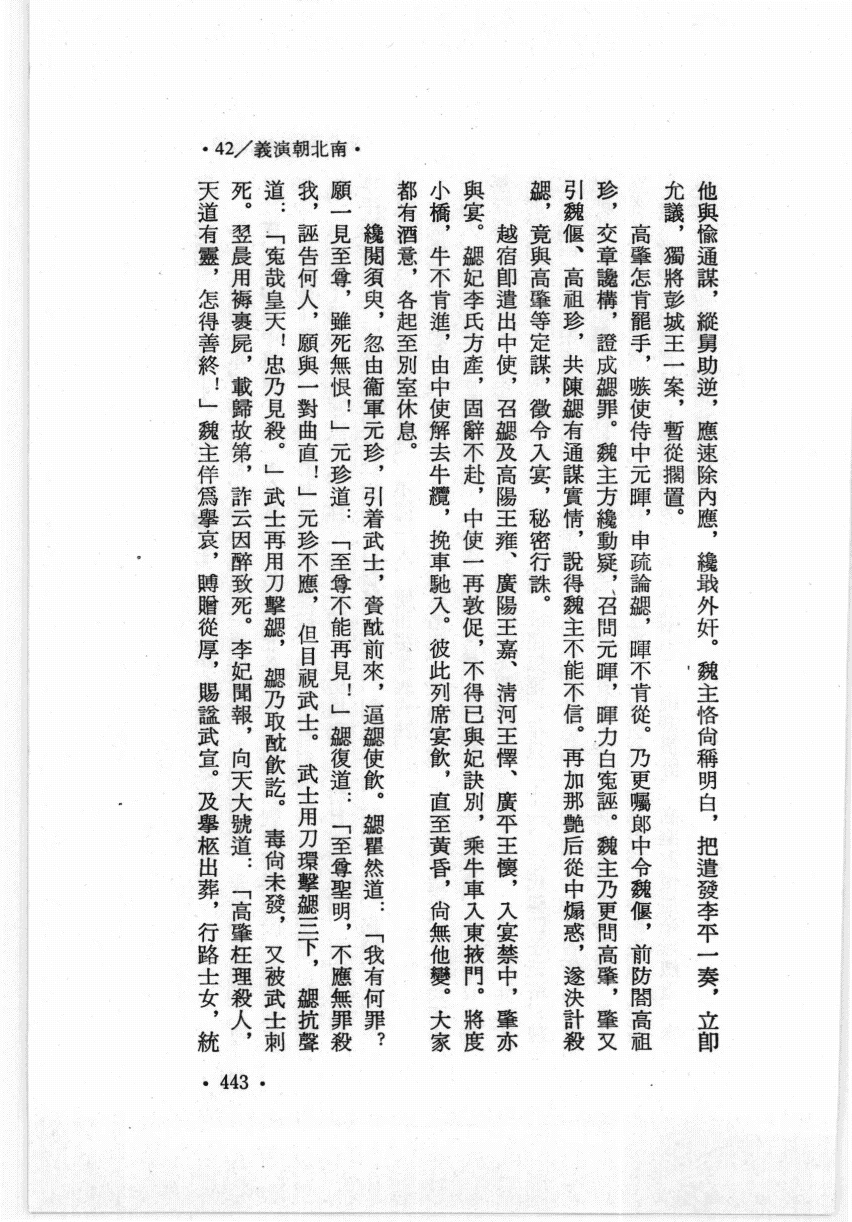 •42／義演朝北南•
他與愉通謀，縱舅助逆，應速除內應，纔戢外奸。魏主恪尙稱明白，把遣發李平一奏，立卽
允議，獨將彭城王一案，暫從擱置。
高肇怎肯罷手，嗾使侍中元暉，申疏論勰，暉不肯從。乃更囑郞中令魏偃，前防閤高祖
珍，交章讒構，證成勰罪。魏主方纔動疑，召問元暉，暉力白寃誣。魏主乃更問高肇，肇又
引魏偃、高祖珍，共陳勰有通謀實情，說得魏主不能不信。再加那艷后從中煽惑，遂決計殺
勰，竟與高肇等定謀，徵令入宴，秘密行誅。
越宿卽遣出中使，召勰及高陽王雍、廣陽王嘉、淸河王懌、廣平王懷，入宴禁中，肇亦
與宴。勰妃李氏方產，固辭不赴，中使一再敦促，不得已與妃訣別，乘牛車入東掖門。將度
小橋，牛不肯進，由中使解去牛纜，挽車馳入。彼此列席宴飮，直至黃昏，尙無他變。大家
都有酒意，各起至別室休息。
纔閱須臾，忽由衞軍元珍，引着武士，賫酖前來，逼勰使飮。勰瞿然道：「我有何罪？
願一見至尊，雖死無恨！」元珍道：「至尊不能再見！」勰復道：「至尊聖明，不應無罪殺
我，誣告何人，願與一對曲直！」元珍不應，但目視武士。武士用刀環擊勰三下，勰抗聲
道：「寃哉皇天！忠乃見殺。」武士再用刀擊勰，勰乃取酖飮訖。毒尙未發，又被武士刺
死。翌晨用褥裹屍，載歸故第，詐云因醉致死。李妃聞報，向天大號道：「高肇枉理殺人，
天道有靈，怎得善終！」魏主佯爲擧哀，賻贈從厚，賜諡武宣。及擧柩出葬，行路士女，統
•443•